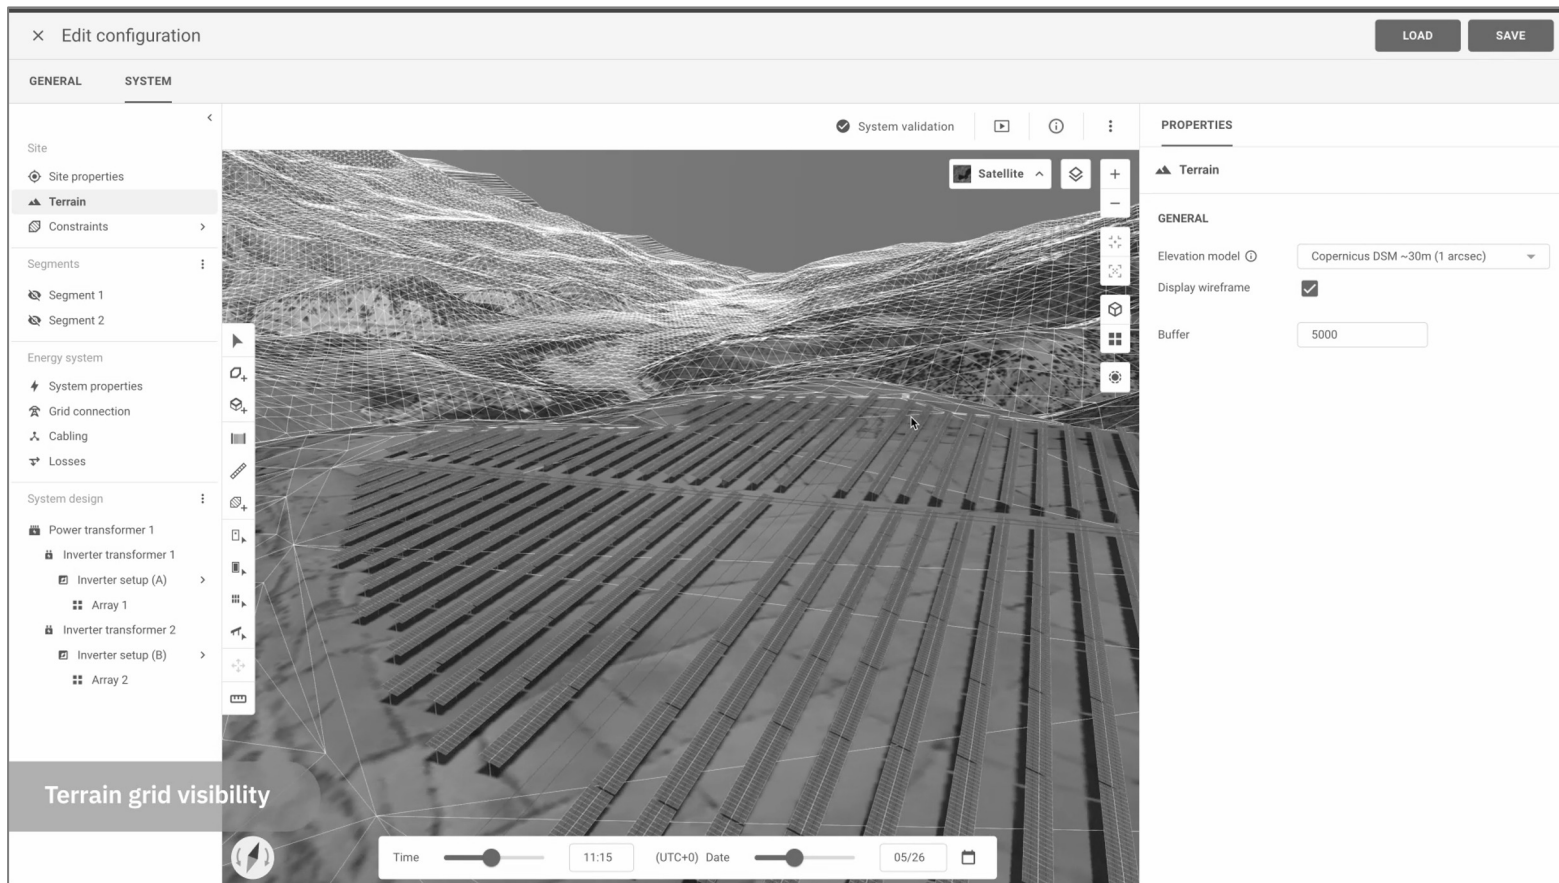 Edit configuration
LOAD
SAVE
GENERAL
SYSTEM
Site
Site properties
Terrain
Constraints
Segments
Segment 1
Segment 2
Energy system
System properties
Grid connection
Cabling
Losses
System design
Power transformer 1
Inverter transformer 1
Inverter setup (A)
Array 1
Inverter transformer 2
Inverter setup (B)
Array 2
Terrain grid visibility
System validation
Satellite
Time
11:15
(UTC+0) Date
05/26
PROPERTIES
Terrain
GENERAL
Elevation model
Copernicus DSM ~30m (1 arcsec)
Display wireframe
Buffer
5000